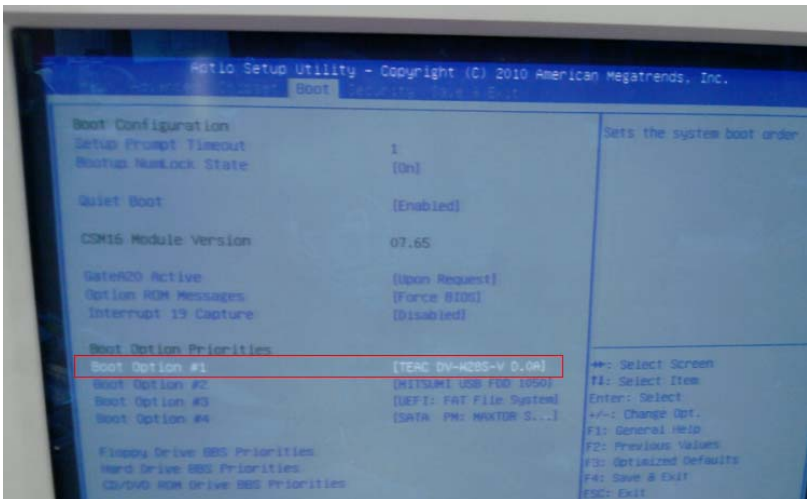 Aptio Setup Utility - Copyright (C) 2010 American Megatrends, Inc.
Boot Security Save & Exit
Boot Configuration
Setup Prompt Timeout 1
Bootup NumLock State [On]
Quiet Boot [Enabled]
CSM16 Module Version 07.65
GateA20 Active [Upon Request]
Option ROM Messages [Force BIOS]
Interrupt 19 Capture [Disabled]
Boot Option Priorities
Boot Option #1 [TEAC DV-W28S-V D.0A]
Boot Option #2 [MITSUMI USB FDD 1050]
Boot Option #3 [UEFI: FAT File System]
Boot Option #4 [SATA PM: MAXTOR S...]
Floppy Drive BBS Priorities
Hard Drive BBS Priorities
CD/DVD ROM Drive BBS Priorities
Sets the system boot order
: Select Screen
: Select Item
Enter: Select
+/-: Change Opt.
F1: General Help
F2: Previous Values
F3: Optimized Defaults
F4: Save & Exit
ESC: Exit